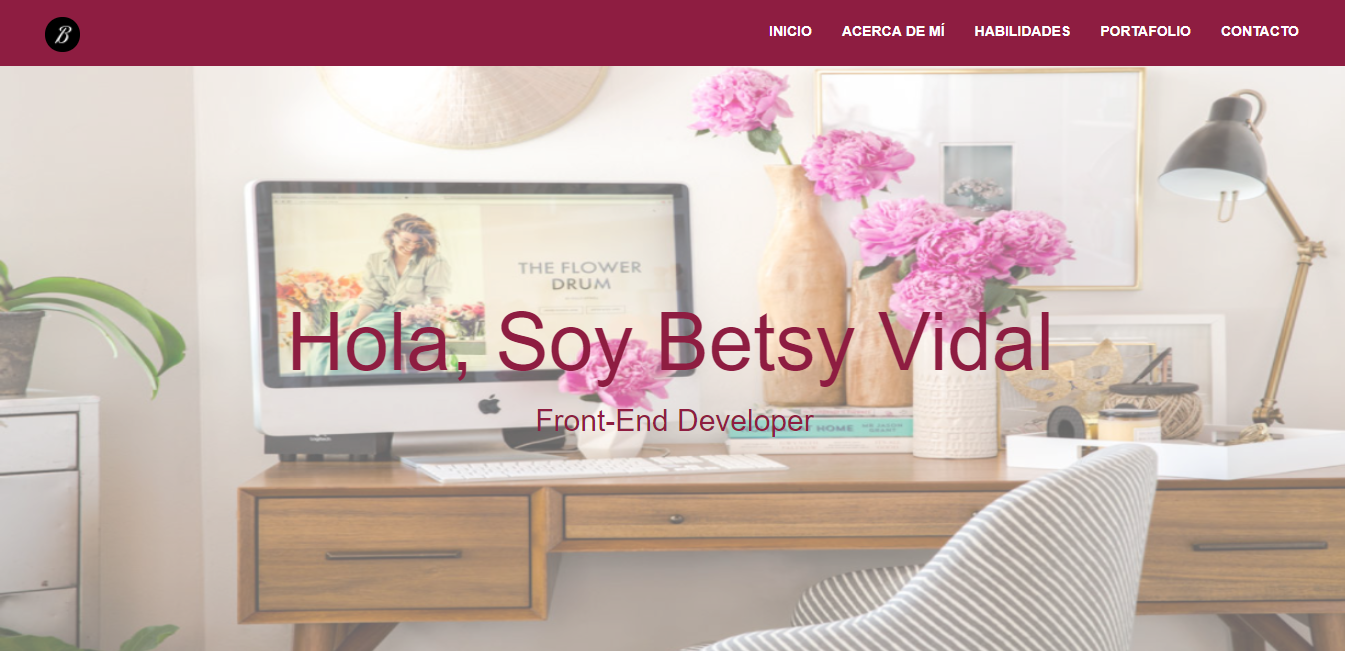 B
INICIO ACERCA DE MÍ HABILIDADES PORTAFOLIO CONTACTO
THE FLOWER
DRUM
Hola, Soy Betsy Vidal
Front-End Developer
HOME